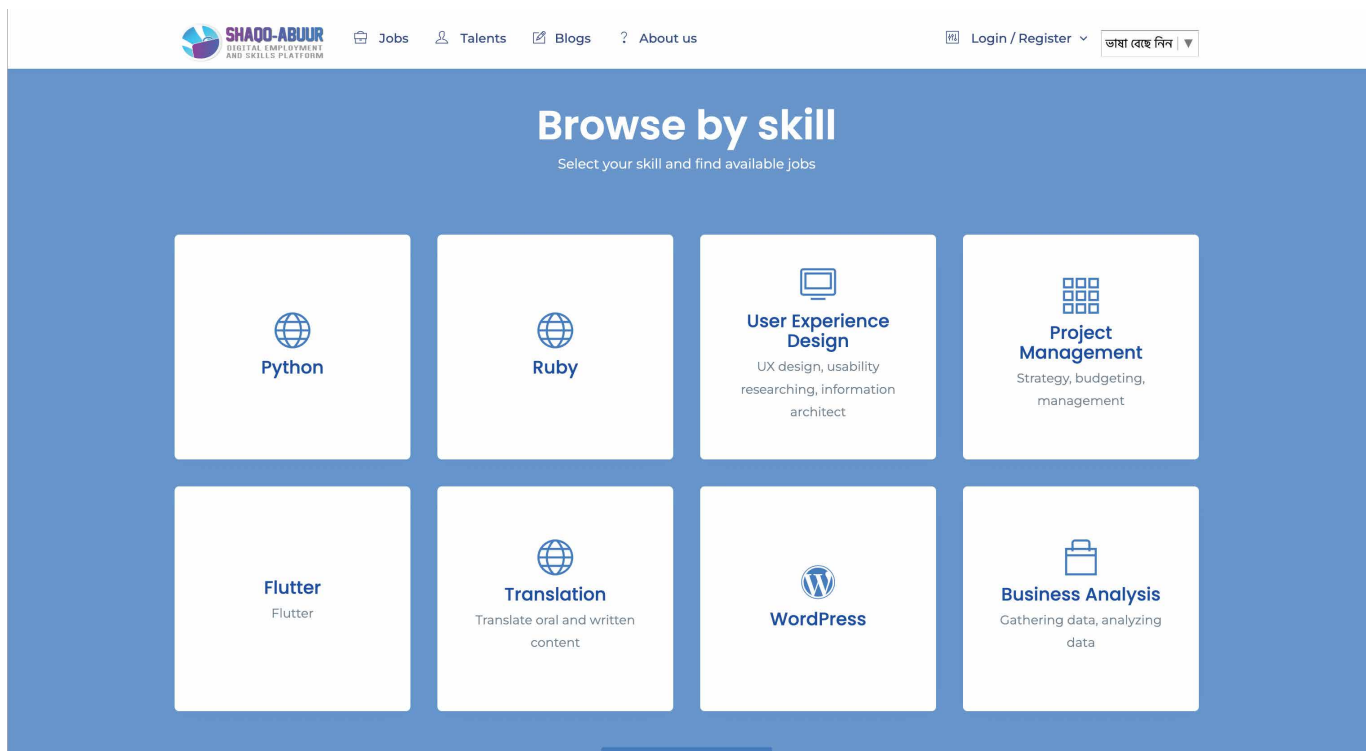 SHAQO-ABUUR
DIGITAL EMPLOYMENT
AND SKILLS PLATFORM
Jobs
Talents
Blogs
? About us
Login / Register
ভাষা বেছে নিন ▼
Browse by skill
Select your skill and find available jobs
Python
Ruby
User Experience
Design
UX design, usability
researching, information
architect
Project
Management
Strategy, budgeting,
management
Flutter
Flutter
Translation
Translate oral and written
content
WordPress
Business Analysis
Gathering data, analyzing
data